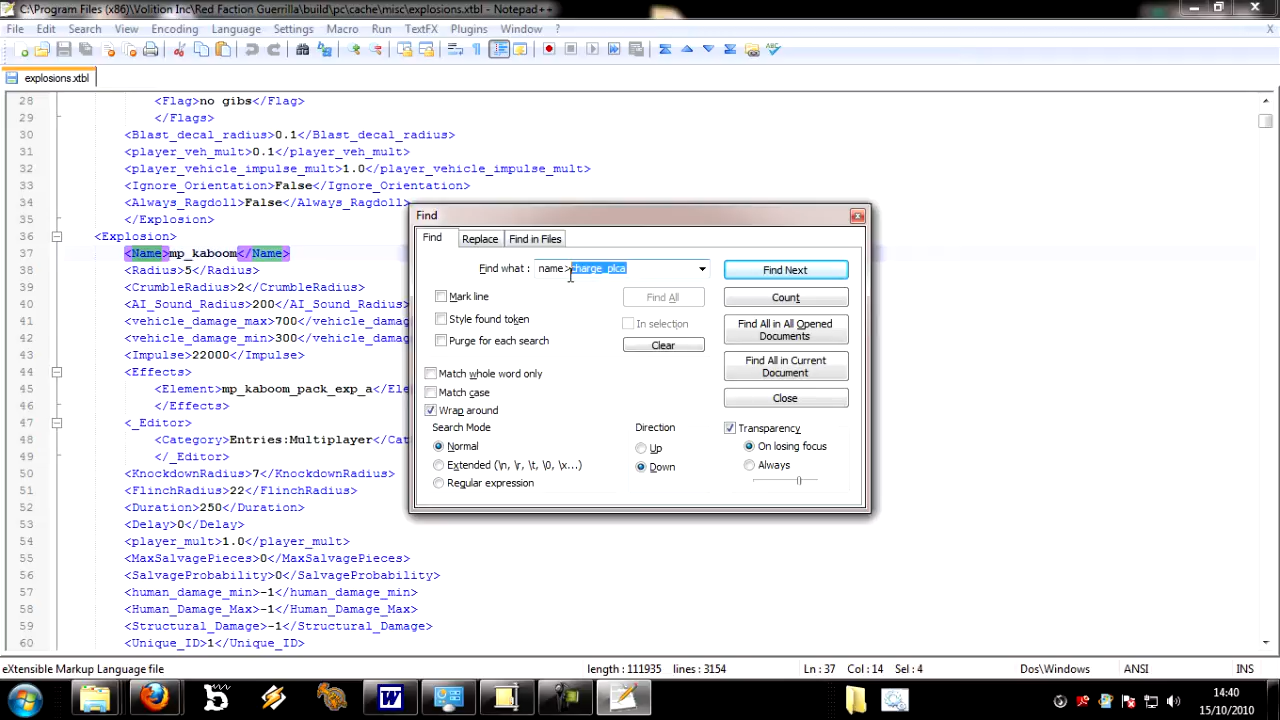 C:\Program Files (x86)\Volition Inc\Red Faction Guerrilla\build\pc\cache\misc\explosions.xtbl - Notepad++
File Edit Search View Encoding Language Settings Macro Run TextFX Plugins Window ? X
explosions.xtbl
28 <Flag>no gibs</Flag>
29 </Flags>
30 <Blast_decal_radius>0.1</Blast_decal_radius>
31 <player_veh_mult>0.1</player_veh_mult>
32 <player_vehicle_impulse_mult>1.0</player_vehicle_impulse_mult>
33 <Ignore_Orientation>False</Ignore_Orientation>
34 <Always_Ragdoll>False</Always_Ragdoll>
35 </Explosion>
36 <Explosion>
37 <Name>mp_kaboom</Name>
38 <Radius>5</Radius>
39 <CrumbleRadius>2</CrumbleRadius>
40 <AI_Sound_Radius>200</AI_Sound_Radius>
41 <vehicle_damage_max>700</vehicle_dama
42 <vehicle_damage_min>300</vehicle_dama
43 <Impulse>22000</Impulse>
44 <Effects>
45 <Element>mp_kaboom_pack_exp_a</Ele
46 </Effects>
47 <_Editor>
48 <Category>Entries:Multiplayer</Cat
49 </_Editor>
50 <KnockdownRadius>7</KnockdownRadius>
51 <FlinchRadius>22</FlinchRadius>
52 <Duration>250</Duration>
53 <Delay>0</Delay>
54 <player_mult>1.0</player_mult>
55 <MaxSalvagePieces>0</MaxSalvagePieces>
56 <SalvageProbability>0</SalvageProbability>
57 <human_damage_min>-1</human_damage_min>
58 <Human_Damage_Max>-1</Human_Damage_Max>
59 <Structural_Damage>-1</Structural_Damage>
60 <Unique_ID>1</Unique_ID>
Find
Find Replace Find in Files
Find what : name>charge_plca Find Next
Mark line Find All Count
Style found token In selection Find All in All Opened Documents
Purge for each search Clear
Find All in Current Document
Match whole word only
Match case Close
Wrap around
Search Mode Direction Transparency
Normal Up On losing focus
Extended (\n, \r, \t, \0, \x...) Down Always
Regular expression
eXtensible Markup Language file length : 111935 lines : 3154 Ln : 37 Col : 14 Sel : 4 Dos\Windows ANSI INS
14:40
15/10/2010